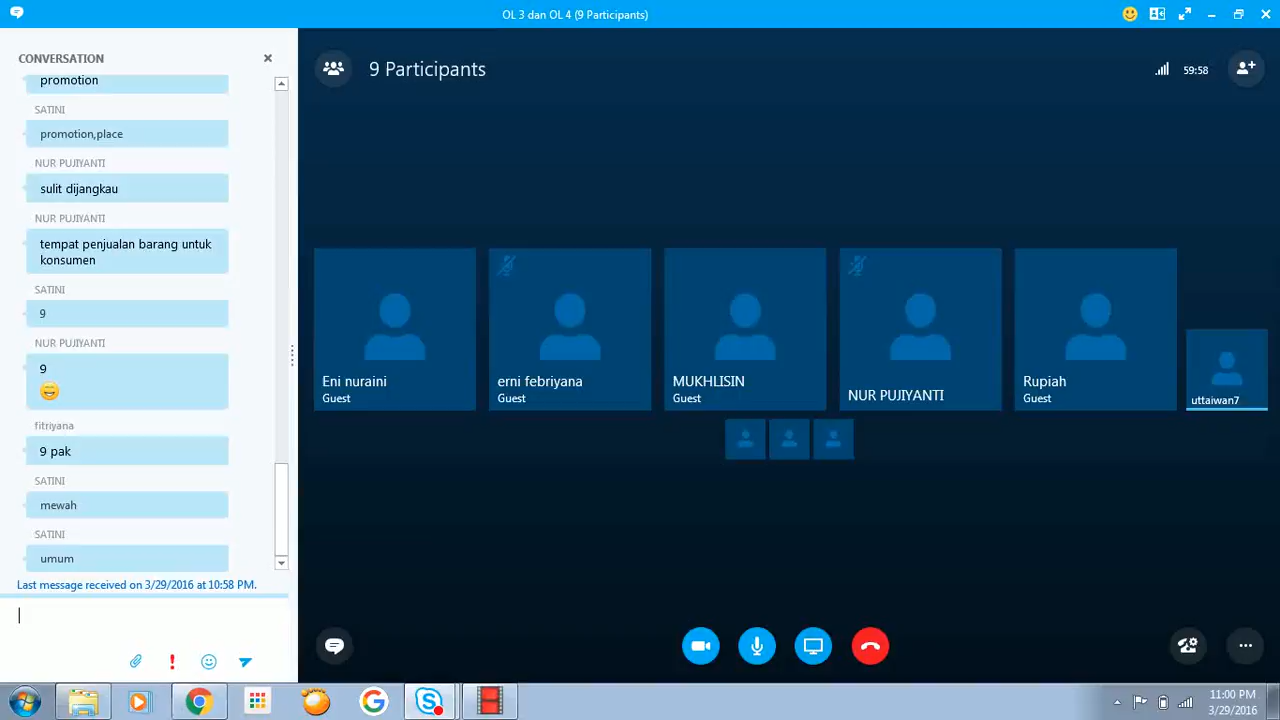 OL 3 dan OL 4 (9 Participants)
CONVERSATION
promotion
SATINI
promotion,place
NUR PUJIYANTI
sulit dijangkau
NUR PUJIYANTI
tempat penjualan barang untuk
konsumen
SATINI
9
NUR PUJIYANTI
9
fitriyana
9 pak
SATINI
mewah
SATINI
umum
Last message received on 3/29/2016 at 10:58 PM.
9 Participants
59:58
Eni nuraini
Guest
erni febriyana
Guest
MUKHLISIN
Guest
NUR PUJIYANTI
Rupiah
Guest
uttaiwan7
11:00 PM
3/29/2016